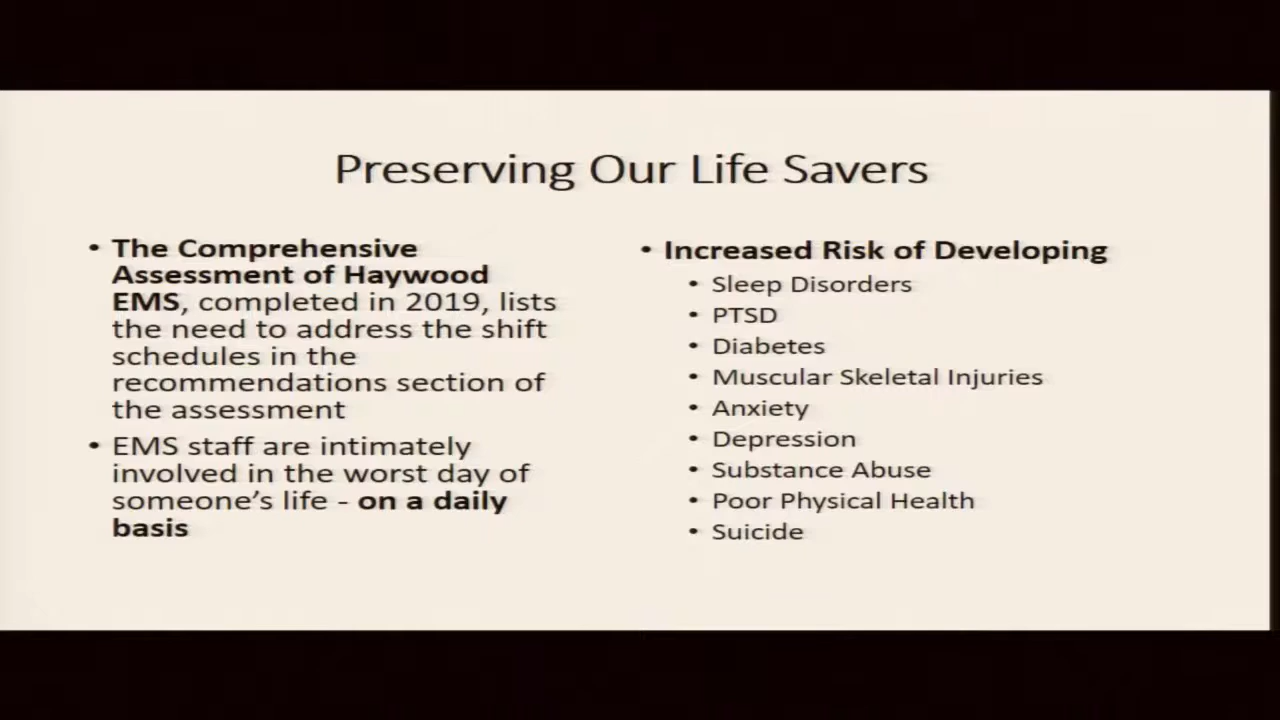 Preserving Our Life Savers
• The Comprehensive
Assessment of Haywood
EMS, completed in 2019, lists
the need to address the shift
schedules in the
recommendations section of
the assessment
• EMS staff are intimately
involved in the worst day of
someone's life - on a daily
basis
• Increased Risk of Developing
• Sleep Disorders
• PTSD
• Diabetes
• Muscular Skeletal Injuries
• Anxiety
• Depression
• Substance Abuse
• Poor Physical Health
• Suicide